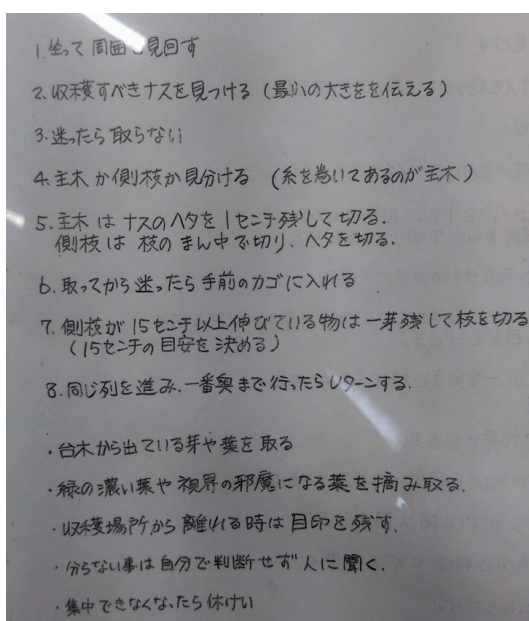 1.坐って周囲を見回す
2.収穫すべきナスを見つける（最小の大きさを伝える）
3.迷ったら取らない
4.主木か側枝か見分ける（糸を巻いてあるのが主木）
5.主木はナスのヘタを1センチ残して切る.
側枝は枝のまん中で切り、ヘタを切る.
6.取ってから迷ったら手前のカゴに入れる
7.側枝が15センチ以上伸びている物は一芽残して枝を切る
（15センチの目安を決める）
8.同じ列を進み、一番奥まで行ったらUターンする.
・台木から出ている芽や葉を取る
・緑の濃い葉や視界の邪魔になる葉を摘み取る.
・収穫場所から離れる時は目印を残す.
・分らない事は自分で判断せず人に聞く.
・集中できなくなったら休けい